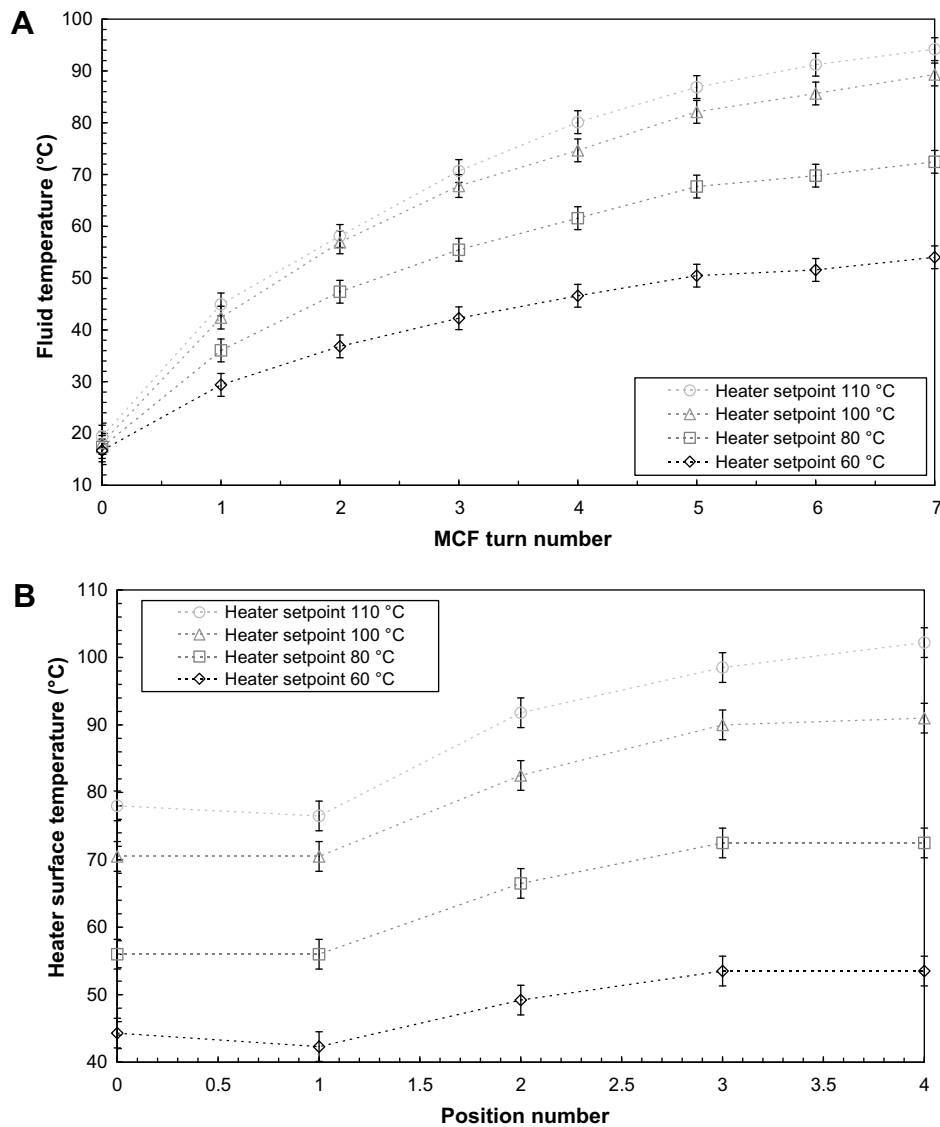 A
100
90
80
70
60
50
40
30
20
10
Fluid temperature (°C)
Heater setpoint 110 °C
Heater setpoint 100 °C
Heater setpoint 80 °C
Heater setpoint 60 °C
0 1 2 3 4 5 6 7
MCF turn number
B
110
100
90
80
70
60
50
40
Heater surface temperature (°C)
Heater setpoint 110 °C
Heater setpoint 100 °C
Heater setpoint 80 °C
Heater setpoint 60 °C
0 0.5 1 1.5 2 2.5 3 3.5 4
Position number